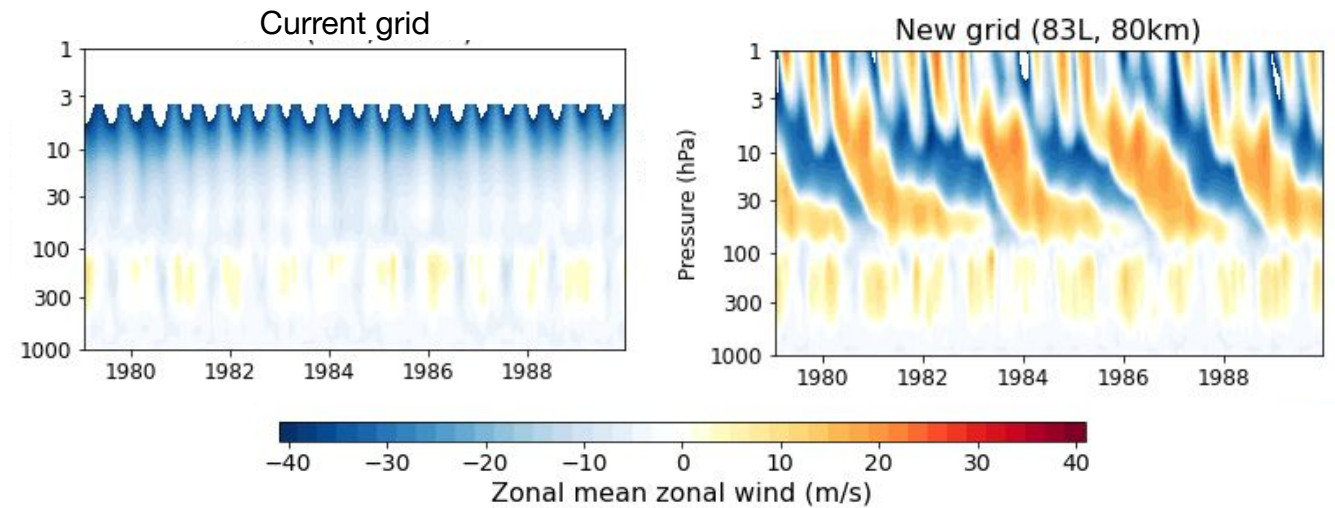 Current grid
1
3
10
30
100
300
1000
1980 1982 1984 1986 1988
New grid (83L, 80km)
Pressure (hPa)
1
3
10
30
100
300
1000
1980 1982 1984 1986 1988
−40 −30 −20 −10 0 10 20 30 40
Zonal mean zonal wind (m/s)